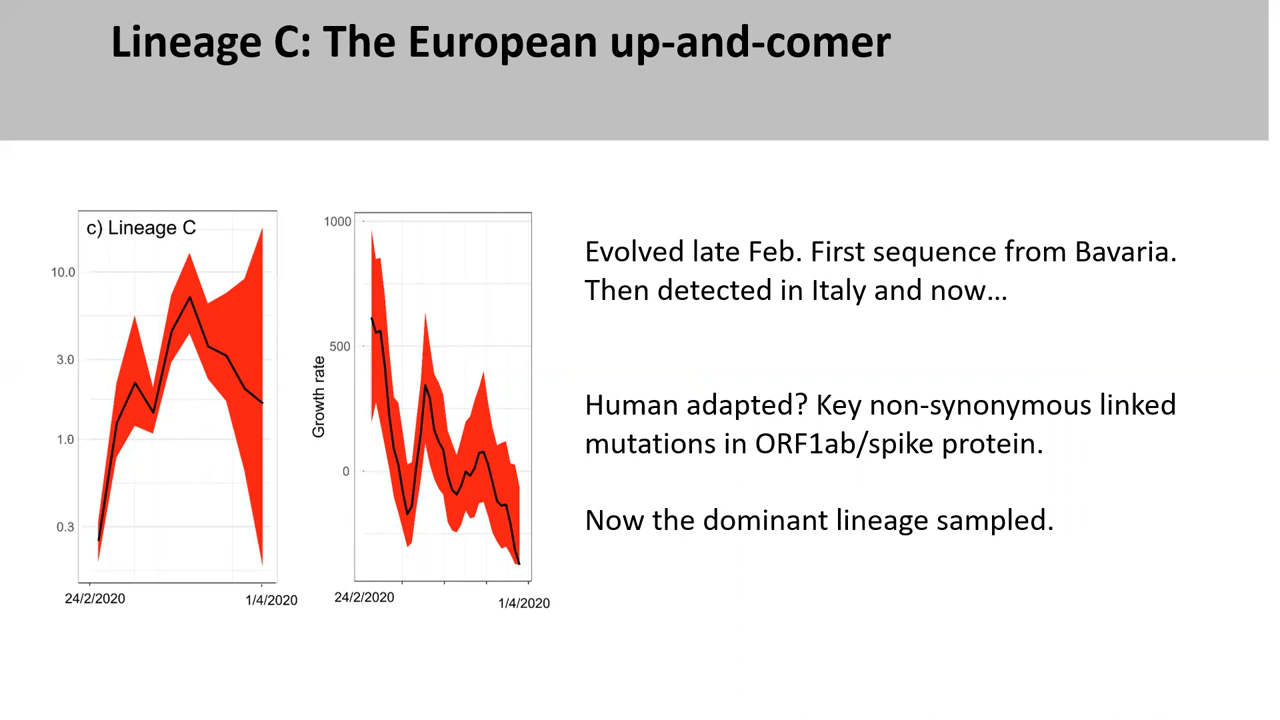 Lineage C: The European up-and-comer
c) Lineage C
10.0
3.0
1.0
0.3
24/2/2020
1/4/2020
Growth rate
1000
500
0
24/2/2020
1/4/2020
Evolved late Feb. First sequence from Bavaria.
Then detected in Italy and now…
Human adapted? Key non-synonymous linked
mutations in ORF1ab/spike protein.
Now the dominant lineage sampled.